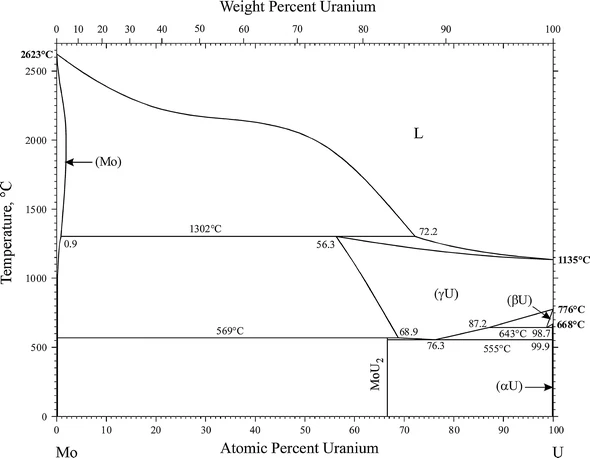 Weight Percent Uranium
0 10 20 30 40 50 60 70 80 90 100
2623°C
2500
L
2000
(Mo)
Temperature, °C
1500
1302°C
72.2
0.9
56.3
1135°C
1000
(γU)
(βU)
776°C
87.2
668°C
569°C
68.9
643°C
98.7
500
76.3
555°C
99.9
MoU2
(αU)
0
0 10 20 30 40 50 60 70 80 90 100
Mo
Atomic Percent Uranium
U